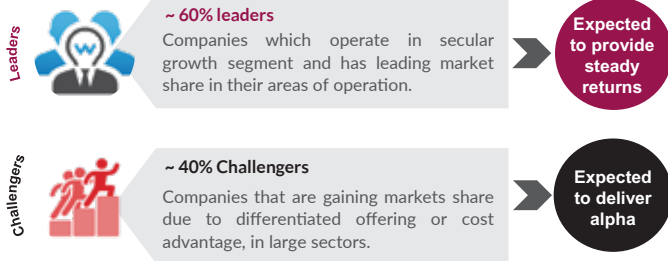 Leaders
~ 60% leaders
Companies which operate in secular
growth segment and has leading market
share in their areas of operation.
Expected
to provide
steady
returns
Challengers
~ 40% Challengers
Companies that are gaining markets share
due to differentiated offering or cost
advantage, in large sectors.
Expected
to deliver
alpha